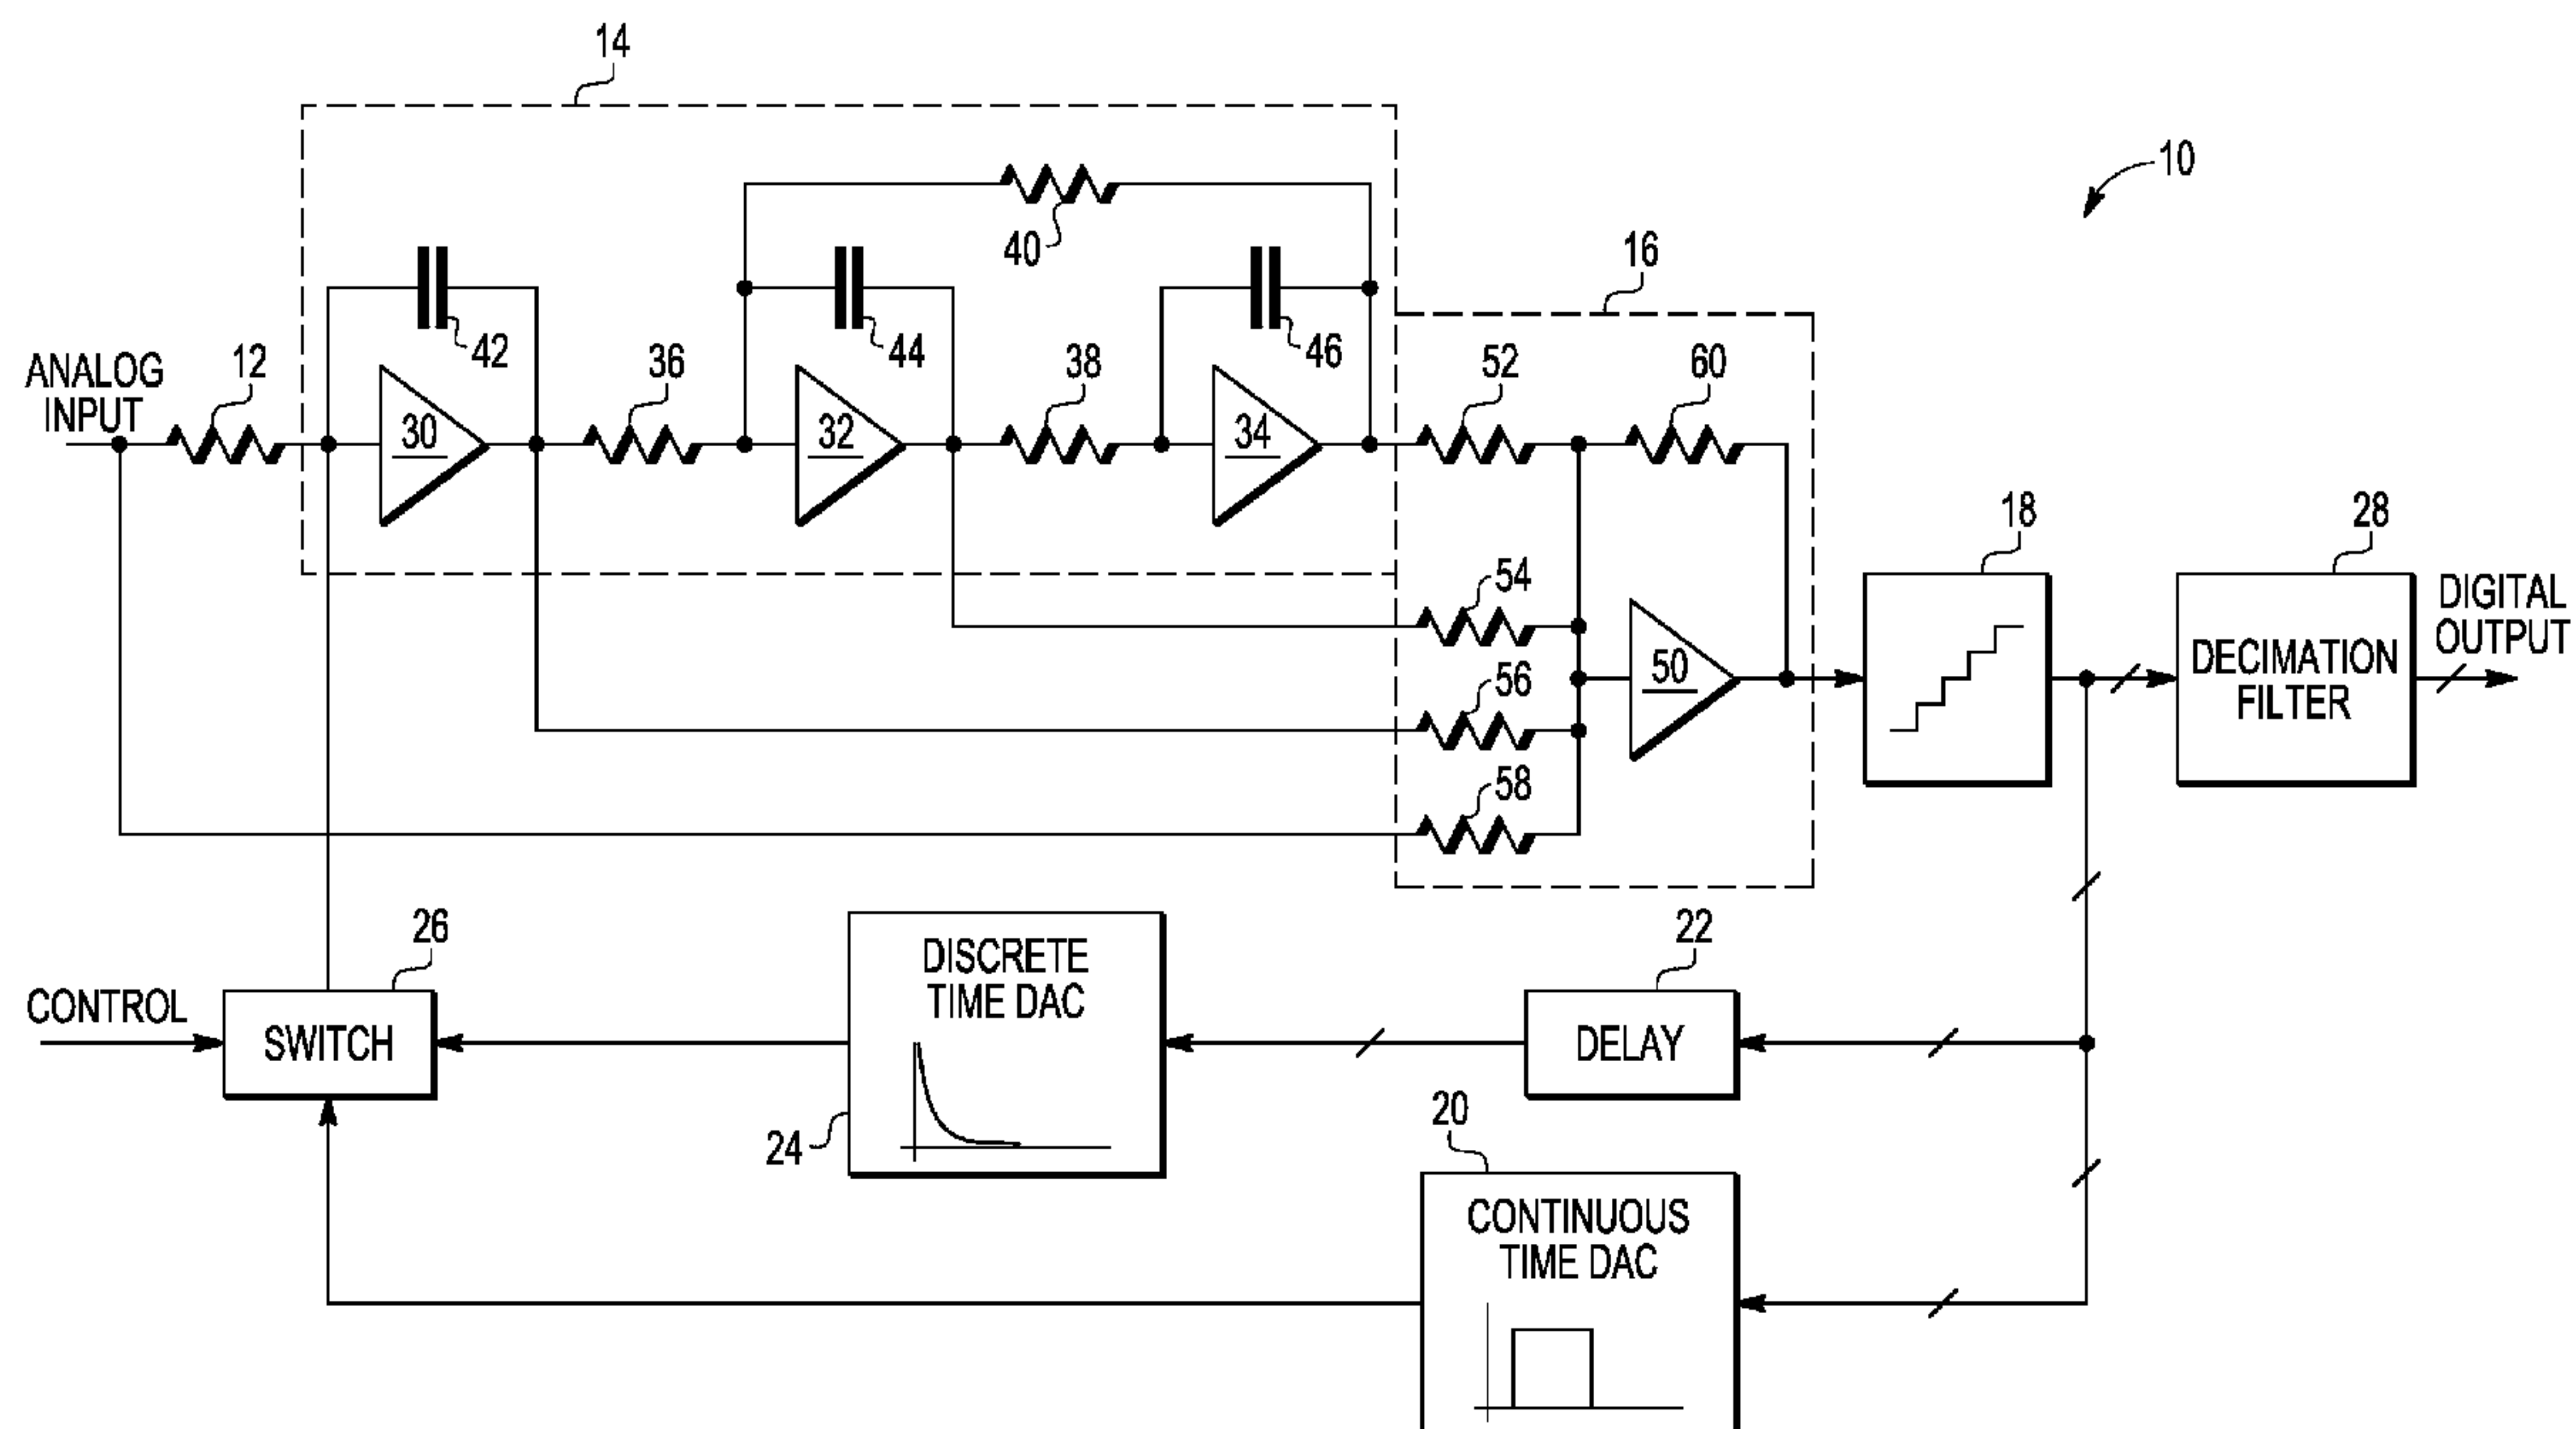 14
10
40
16
42
44
46
ANALOG
INPUT
12
36
38
52
60
30
32
34
18
28
54
DIGITAL
OUTPUT
56
50
DECIMATION
FILTER
58
26
DISCRETE
TIME DAC
22
CONTROL
SWITCH
DELAY
24
20
CONTINUOUS
TIME DAC